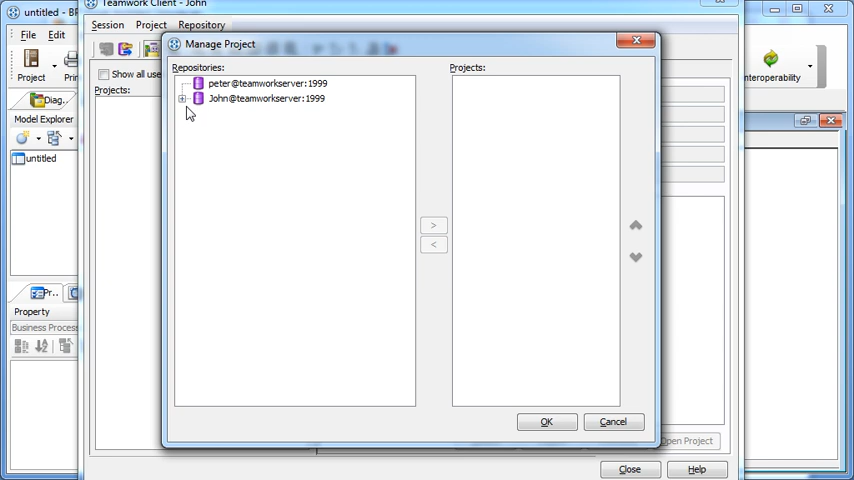 untitled - BP
Teamwork Client - John
File Edit
Session Project Repository
Manage Project
Project
Prin
Interoperability
Show all use
Projects:
Repositories:
Projects:
peter@teamworkserver:1999
John@teamworkserver:1999
Diag..
Model Explorer
untitled
>
<
Pr..
Property
Business Process
OK Cancel
Open Project
Close Help